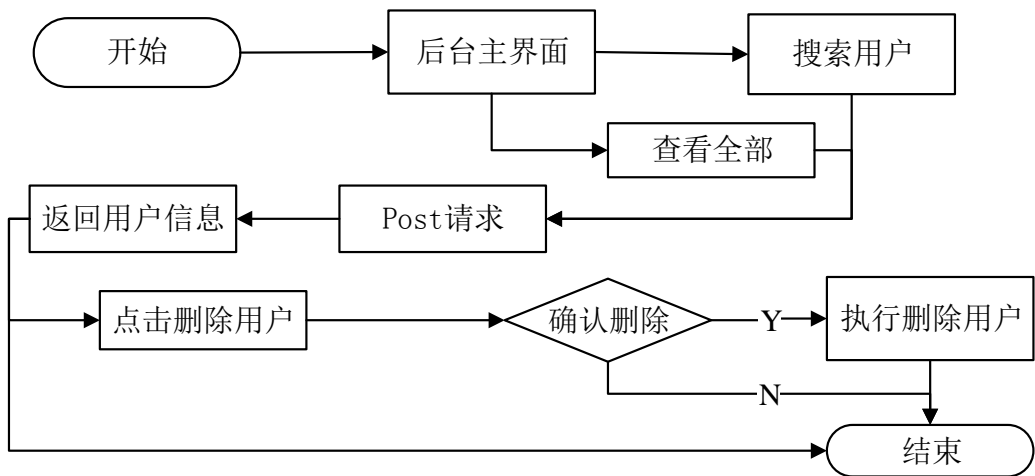 开始
后台主界面
搜索用户
查看全部
返回用户信息
Post请求
点击删除用户
确认删除
Y
执行删除用户
N
结束